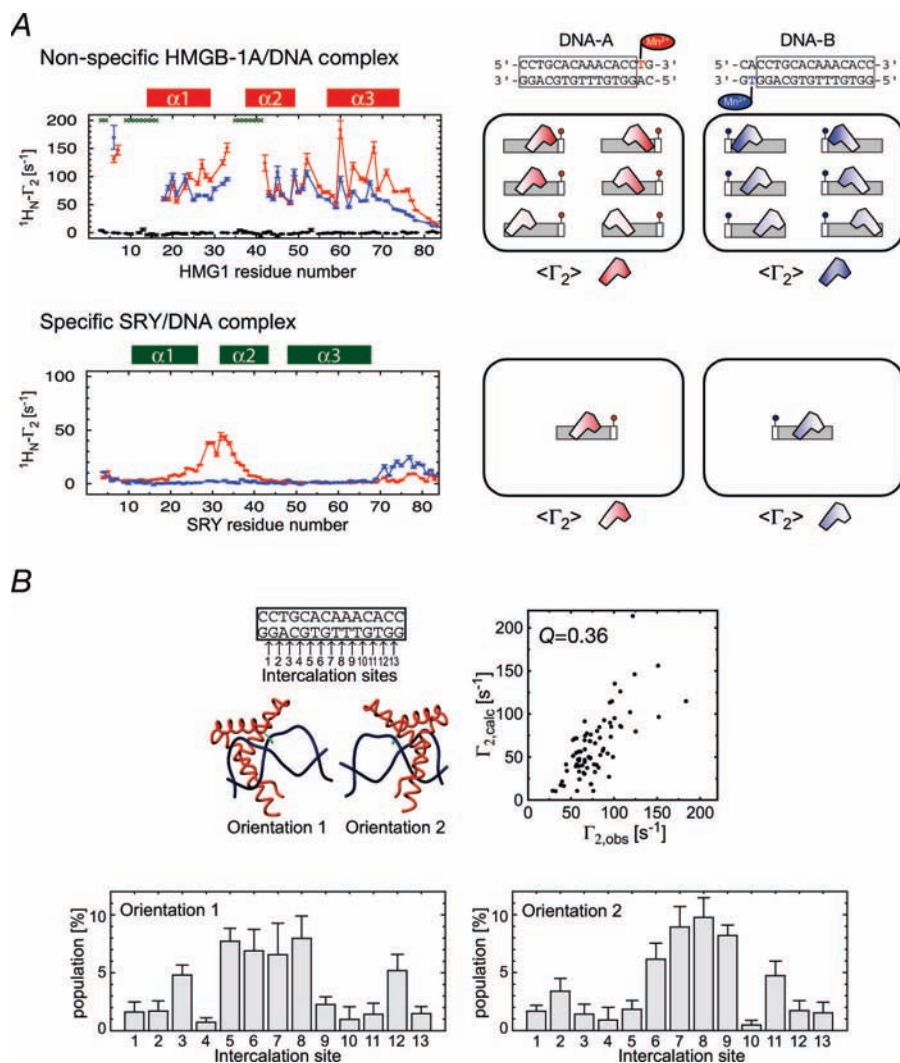 A
Non-specific HMGB-1A/DNA complex
α1 α2 α3
200
150
100
50
0
¹H_N-Γ₂ [s⁻¹]
10 20 30 40 50 60 70 80
HMG1 residue number
DNA-A
Mn²⁺
5'-CCTGCACAAACACCTG-3'
3'-GGACGTGTTTGTGGAC-5'
DNA-B
5'-CACCTGCACAAACACC-3'
3'-GTGGACGTGTTTGTGG-5'
Mn²⁺
<Γ₂>
<Γ₂>
Specific SRY/DNA complex
α1 α2 α3
100
50
0
¹H_N-Γ₂ [s⁻¹]
10 20 30 40 50 60 70 80
SRY residue number
<Γ₂>
<Γ₂>
B
CCTGCACAAACACC
GGACGTGTTTGTGG
1 2 3 4 5 6 7 8 9 10 11 12 13
Intercalation sites
Orientation 1
Orientation 2
Q=0.36
200
150
100
50
0
Γ₂,calc [s⁻¹]
0 50 100 150 200
Γ₂,obs [s⁻¹]
Orientation 1
10
5
0
population [%]
1 2 3 4 5 6 7 8 9 10 11 12 13
Intercalation site
Orientation 2
10
5
0
population [%]
1 2 3 4 5 6 7 8 9 10 11 12 13
Intercalation site